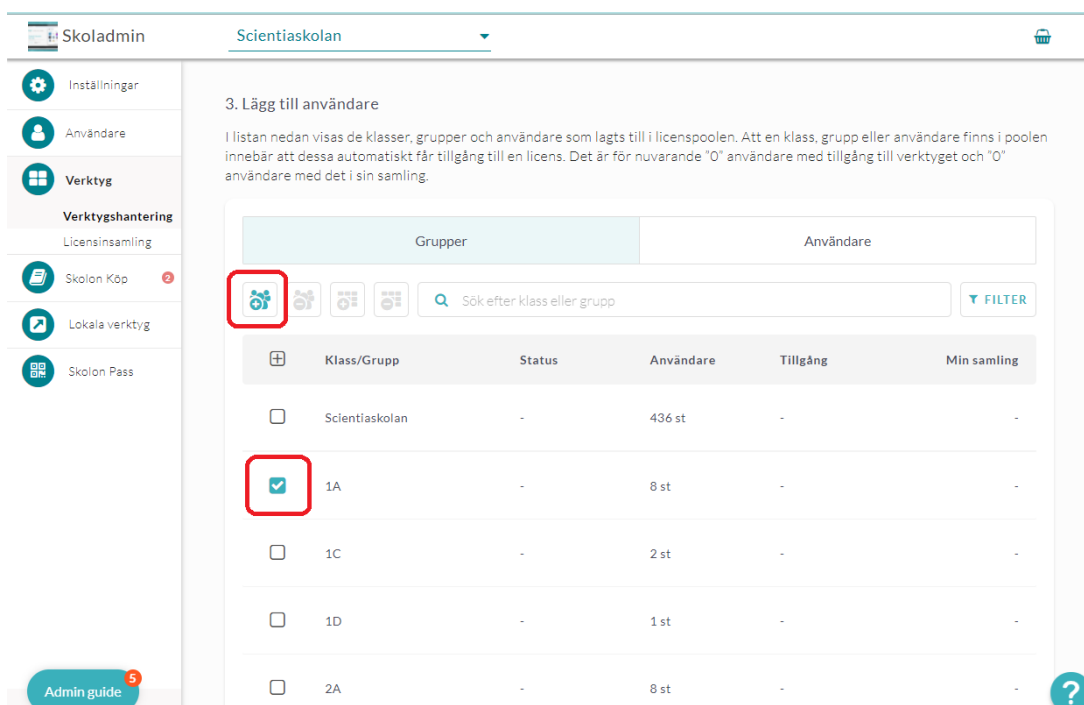 Skoladmin
Scientiaskolan
Inställningar
Användare
Verktyg
Verktygshantering
Licensinsamling
Skolon Köp 2
Lokala verktyg
Skolon Pass
Admin guide 5
3. Lägg till användare
I listan nedan visas de klasser, grupper och användare som lagts till i licenspoolen. Att en klass, grupp eller användare finns i poolen
innebär att dessa automatiskt får tillgång till en licens. Det är för nuvarande "0" användare med tillgång till verktyget och "0"
användare med det i sin samling.
Grupper Användare
Sök efter klass eller grupp FILTER
Klass/Grupp Status Användare Tillgång Min samling
Scientiaskolan - 436 st - -
1A - 8 st - -
1C - 2 st - -
1D - 1 st - -
2A - 8 st - -
?